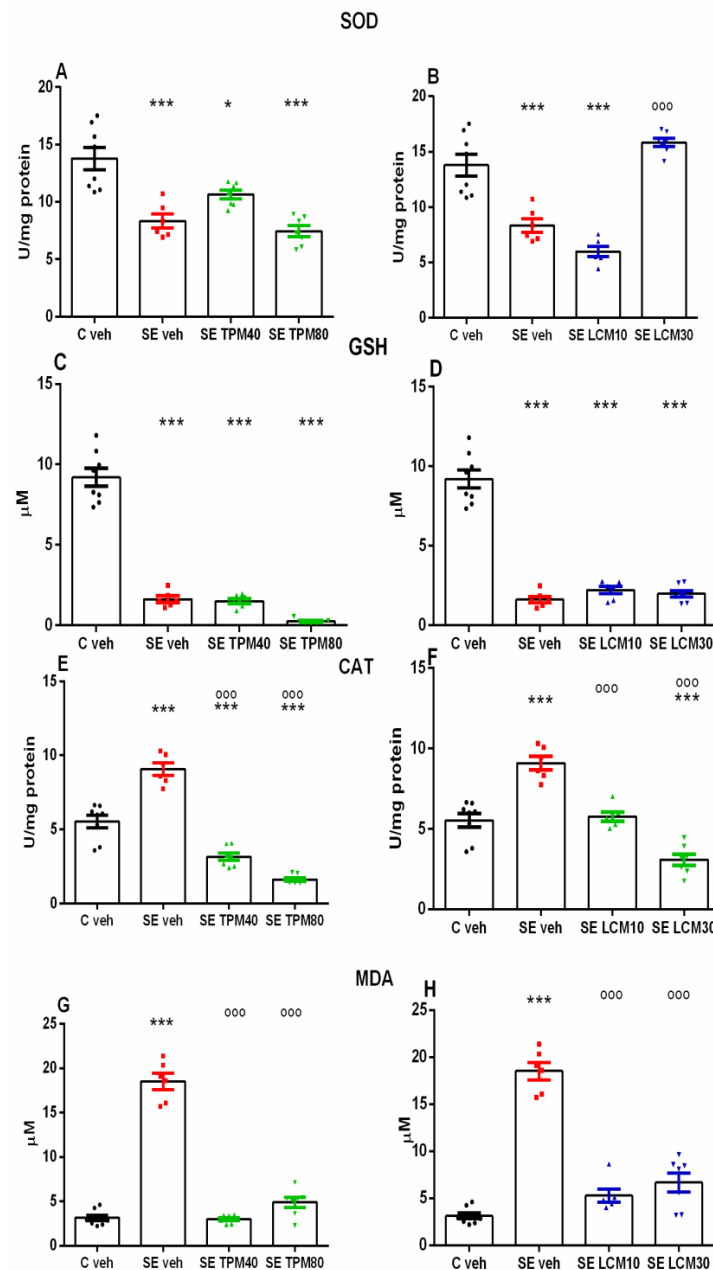 SOD
A
20
15
10
5
0
U/mg protein
*** * ***
C veh SE veh SE TPM40 SE TPM80
B
20
15
10
5
0
U/mg protein
*** *** ooo
C veh SE veh SE LCM10 SE LCM30
GSH
C
15
10
5
0
µM
*** *** ***
C veh SE veh SE TPM40 SE TPM80
D
15
10
5
0
µM
*** *** ***
C veh SE veh SE LCM10 SE LCM30
CAT
E
15
10
5
0
U/mg protein
ooo ooo
*** *** ***
C veh SE veh SE TPM40 SE TPM80
F
15
10
5
0
U/mg protein
ooo
*** ooo ***
C veh SE veh SE LCM10 SE LCM30
MDA
G
25
20
15
10
5
0
µM
*** ooo ooo
C veh SE veh SE TPM40 SE TPM80
H
25
20
15
10
5
0
µM
*** ooo ooo
C veh SE veh SE LCM10 SE LCM30